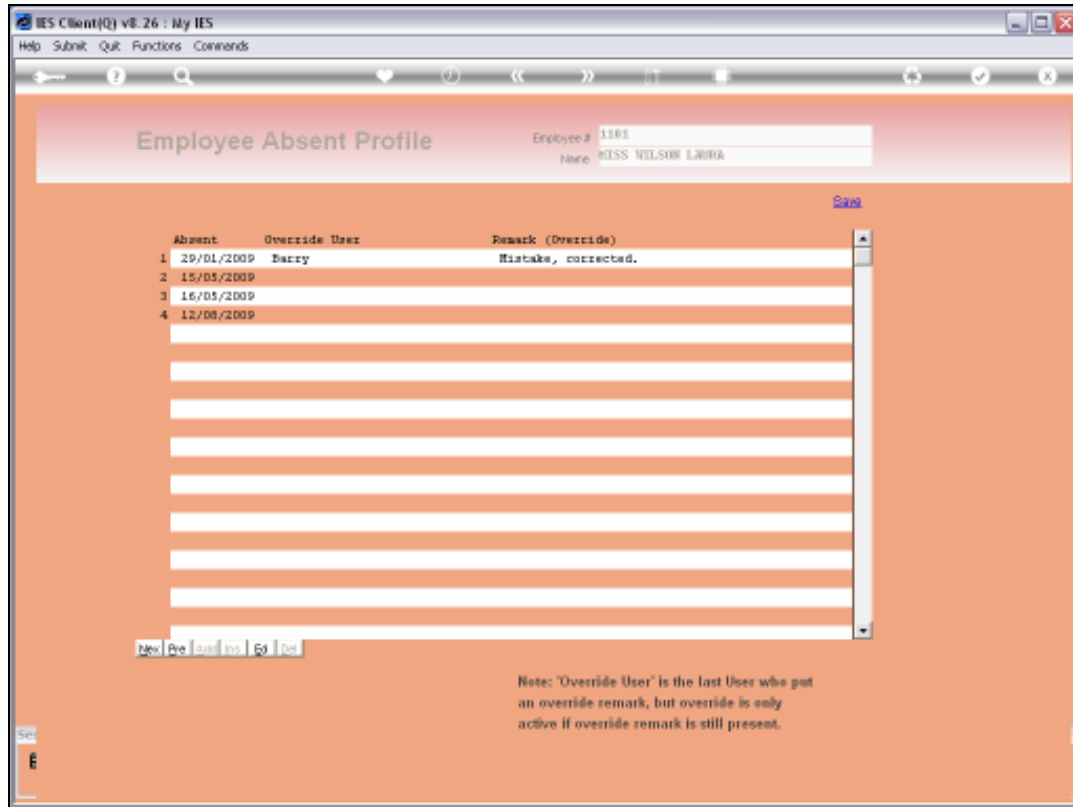 IES Client(Q) v8.26 : My IES
Help Submit Quit Functions Commands
Employee Absent Profile
Employee # 1101
Name MISS WILSON LAURA
Save
Absent Override User Remark (Override)
1 29/01/2009 Barry Mistake, corrected.
2 15/05/2009
3 16/05/2009
4 12/08/2009
Nex Pre Add Ins Ed Del
Note: 'Override User' is the last User who put
an override remark, but override is only
active if override remark is still present.